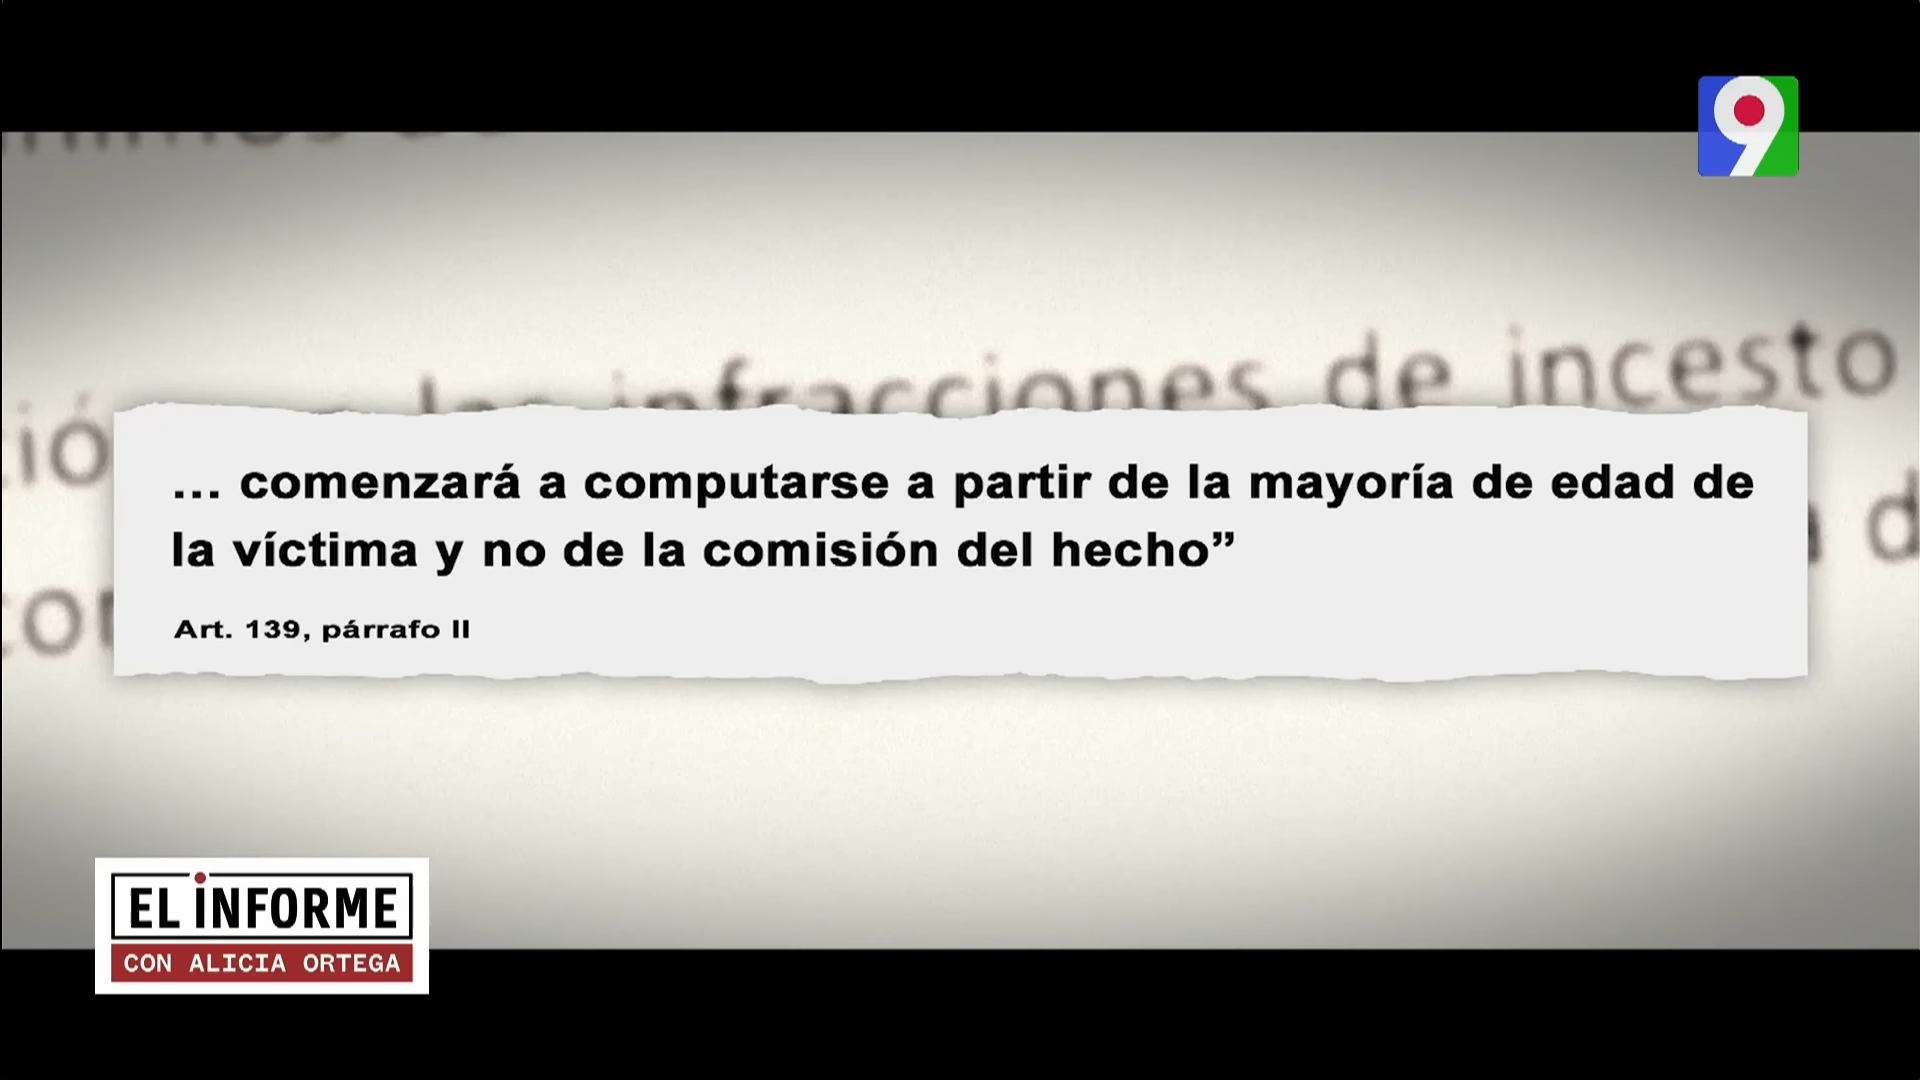 9
infracciones de incesto
... comenzará a computarse a partir de la mayoría de edad de
la víctima y no de la comisión del hecho”
Art. 139, párrafo II
EL iNFORME
CON ALICIA ORTEGA